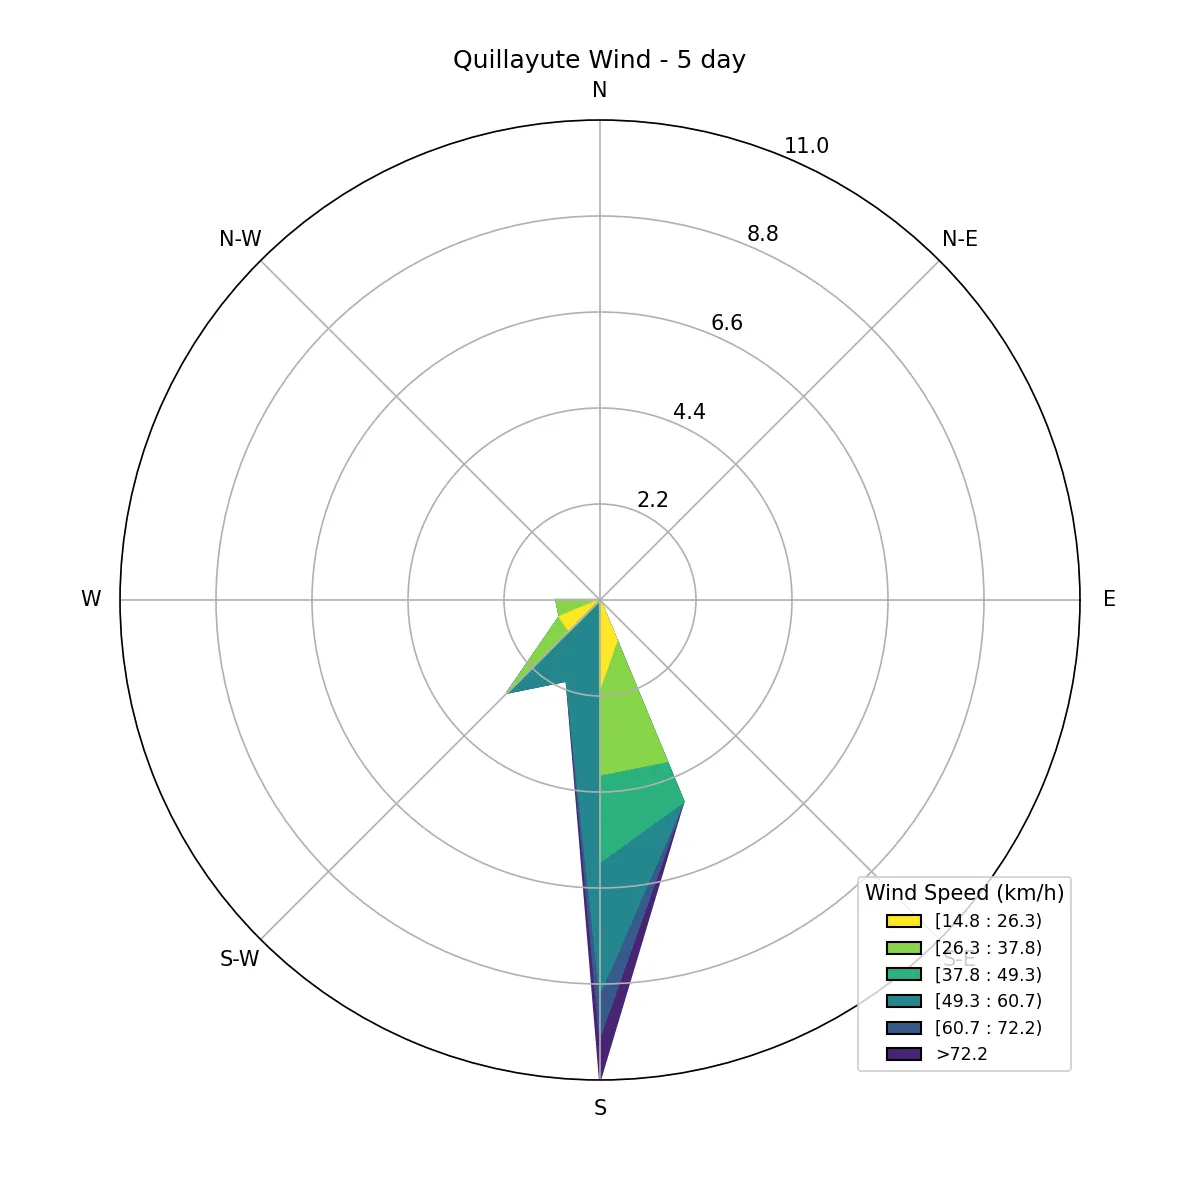 Quillayute Wind - 5 day
N
11.0
N-W
8.8
N-E
6.6
4.4
2.2
W
E
S-W
S-E
Wind Speed (km/h)
[14.8 : 26.3)
[26.3 : 37.8)
[37.8 : 49.3)
[49.3 : 60.7)
[60.7 : 72.2)
>72.2
S